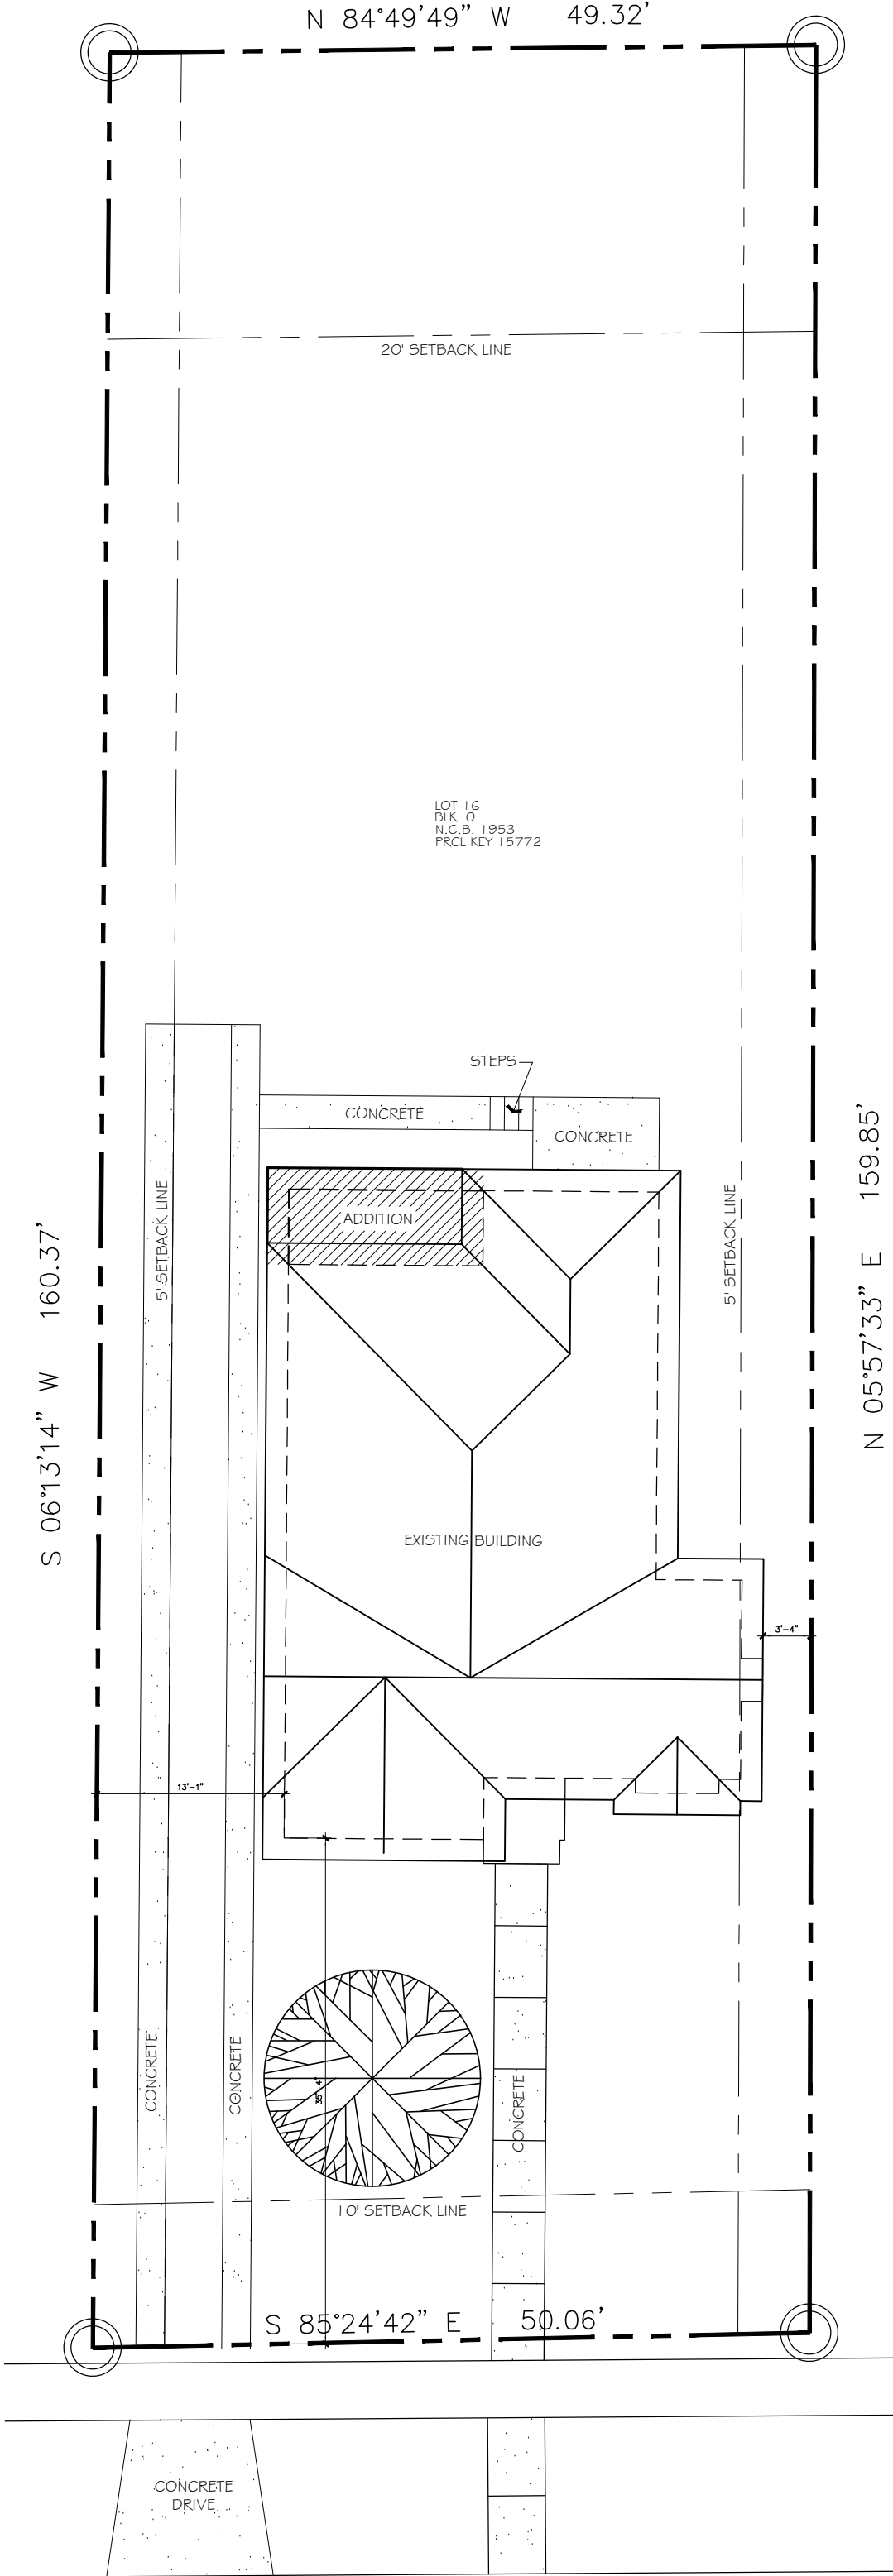 N 84°49'49" W 49.32'
20' SETBACK LINE
LOT 16
BLK O
N.C.B. 1953
PRCL KEY 15772
STEPS
CONCRETE
CONCRETE
ADDITION
5' SETBACK LINE
5' SETBACK LINE
S 06°13'14" W 160.37'
N 05°57'33" E 159.85'
EXISTING BUILDING
3'-4"
13'-1"
CONCRETE
CONCRETE
35'-4"
CONCRETE
10' SETBACK LINE
S 85°24'42" E 50.06'
CONCRETE
DRIVE